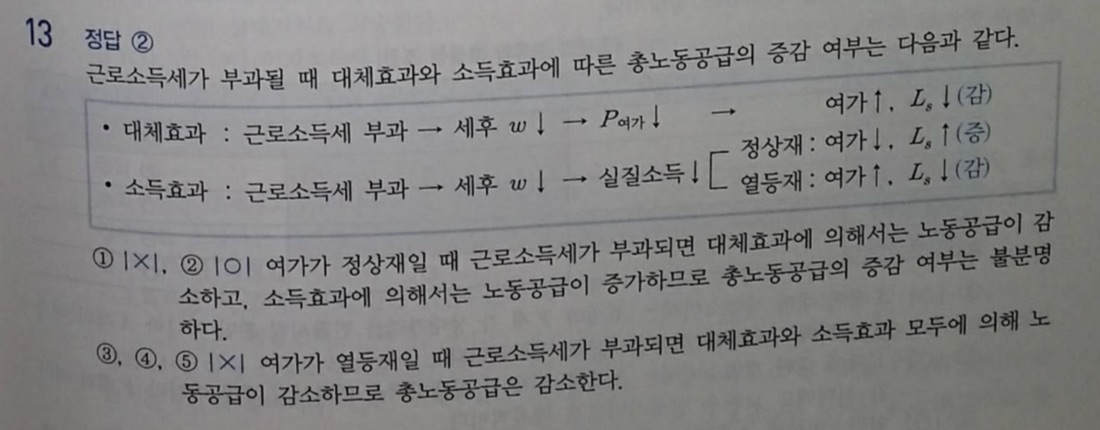 13 정답 ②
근로소득세가 부과될 때 대체효과와 소득효과에 따른 총노동공급의 증감 여부는 다음과 같다.
• 대체효과 : 근로소득세 부과 → 세후 w↓ → P여가↓ → 여가↑, Ls↓(감)
• 소득효과 : 근로소득세 부과 → 세후 w↓ → 실질소득↓
정상재 : 여가↓, Ls↑(증)
열등재 : 여가↑, Ls↓(감)
① |×|, ② |○| 여가가 정상재일 때 근로소득세가 부과되면 대체효과에 의해서는 노동공급이 감
소하고, 소득효과에 의해서는 노동공급이 증가하므로 총노동공급의 증감 여부는 불분명
하다.
③, ④, ⑤ |×| 여가가 열등재일 때 근로소득세가 부과되면 대체효과와 소득효과 모두에 의해 노
동공급이 감소하므로 총노동공급은 감소한다.